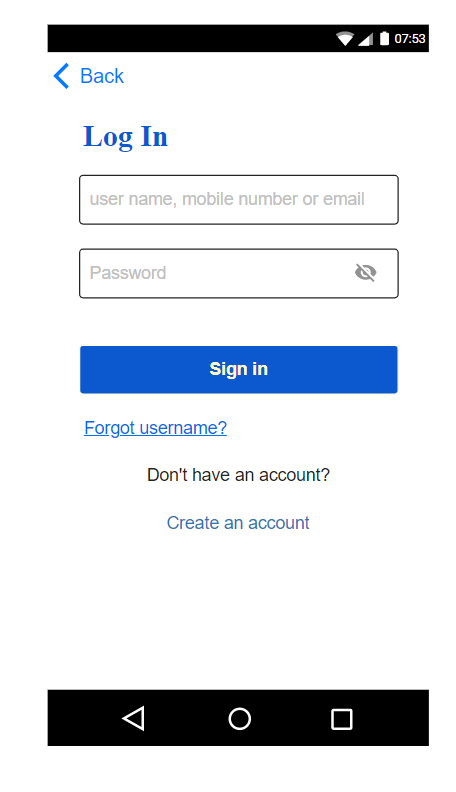 07:53
Back
Log In
user name, mobile number or email
Password
Sign in
Forgot username?
Don't have an account?
Create an account